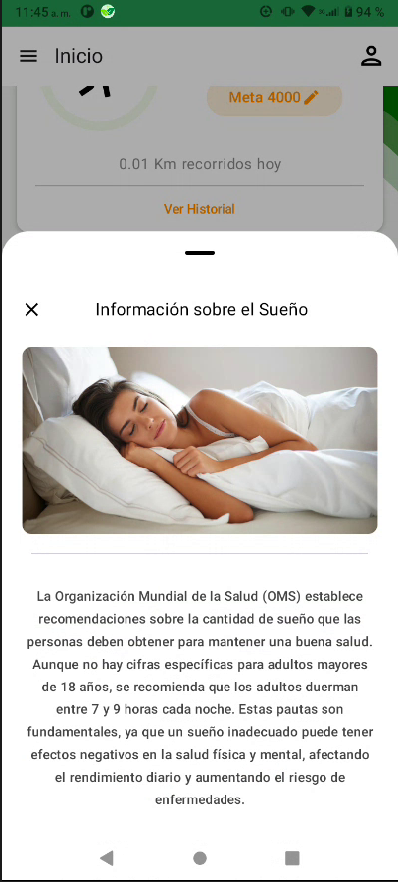 11:45 a. m. 94 %
Inicio
Meta 4000
0.01 Km recorridos hoy
Ver Historial
Información sobre el Sueño
La Organización Mundial de la Salud (OMS) establece
recomendaciones sobre la cantidad de sueño que las
personas deben obtener para mantener una buena salud.
Aunque no hay cifras específicas para adultos mayores
de 18 años, se recomienda que los adultos duerman
entre 7 y 9 horas cada noche. Estas pautas son
fundamentales, ya que un sueño inadecuado puede tener
efectos negativos en la salud física y mental, afectando
el rendimiento diario y aumentando el riesgo de
enfermedades.